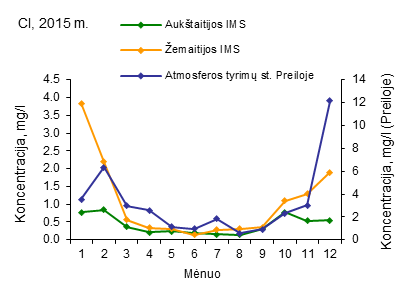 Cl, 2015 m.
Aukštaitijos IMS
Žemaitijos IMS
Atmosferos tyrimų st. Preiloje
Koncentracija, mg/l
4.5
4.0
3.5
3.0
2.5
2.0
1.5
1.0
0.5
0.0
14
12
10
8
6
4
2
0
Koncentracija, mg/l (Preiloje)
1 2 3 4 5 6 7 8 9 10 11 12
Mėnuo